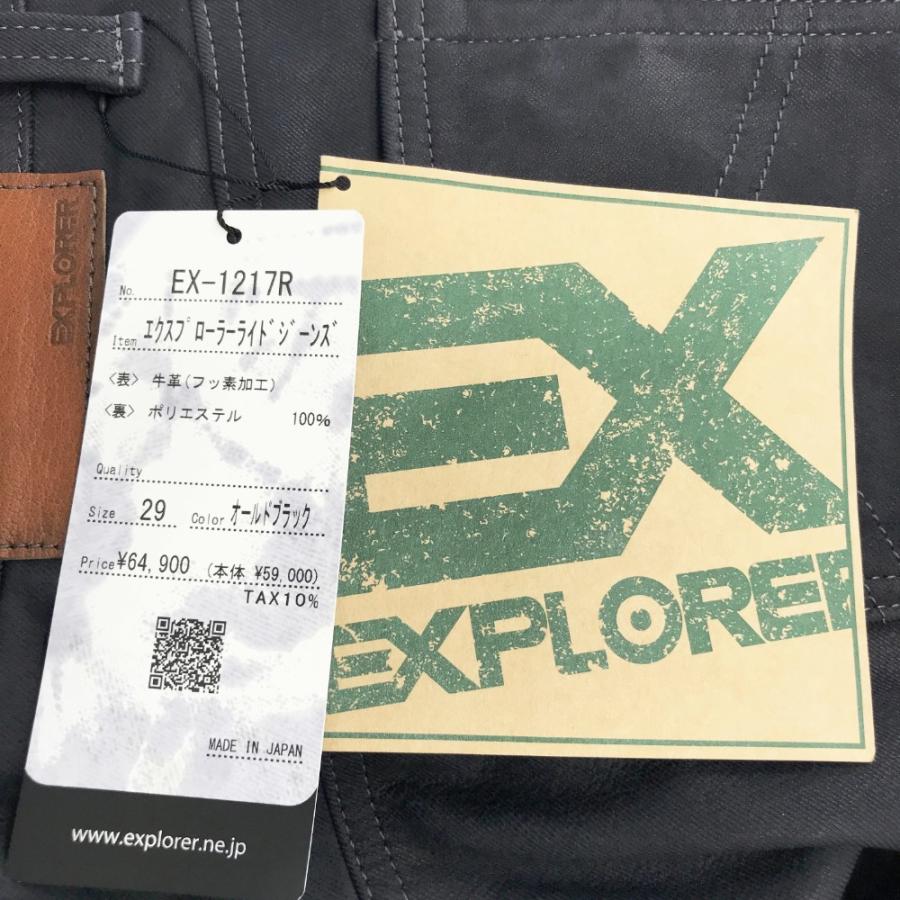 EXPLORER
No. EX-1217R
Item エクスプローラーライドジーンズ
〈表〉 牛革(フッ素加工)
〈裏〉 ポリエステル 100%
Quality
Size 29 Color オールドブラック
Price ¥64,900 (本体 ¥59,000)
TAX10%
MADE IN JAPAN
www.explorer.ne.jp
EX
EXPLORER